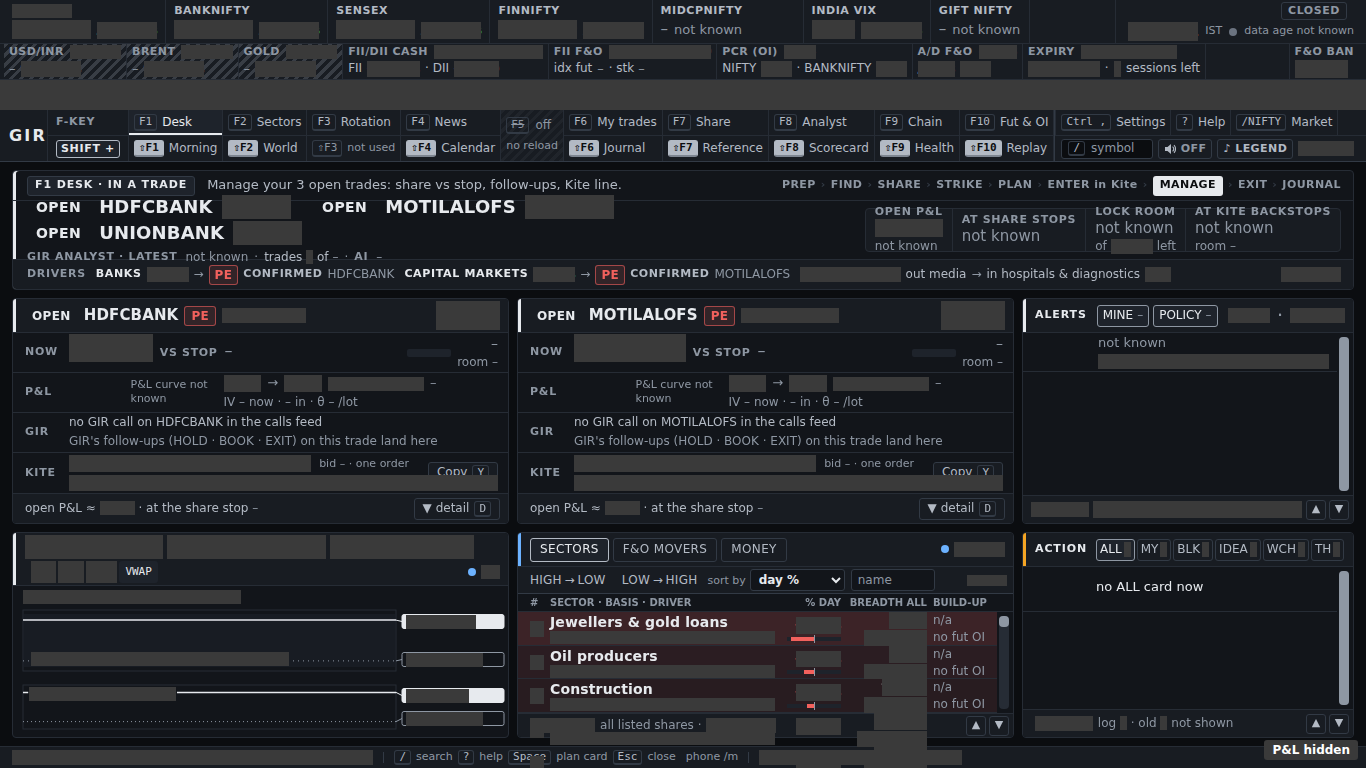 BANKNIFTY SENSEX FINNIFTY MIDCPNIFTY INDIA VIX GIFT NIFTY CLOSED
– not known – not known IST ● data age not known
USD/INR BRENT GOLD FII/DII CASH FII F&O PCR (OI) A/D F&O EXPIRY F&O BAN
– – – FII · DII idx fut – · stk – NIFTY · BANKNIFTY · sessions left
GIR F-KEY F1 Desk F2 Sectors F3 Rotation F4 News F5 off F6 My trades F7 Share F8 Analyst F9 Chain F10 Fut & OI Ctrl , Settings ? Help /NIFTY Market
SHIFT + ⇧F1 Morning ⇧F2 World ⇧F3 not used ⇧F4 Calendar no reload ⇧F6 Journal ⇧F7 Reference ⇧F8 Scorecard ⇧F9 Health ⇧F10 Replay / symbol OFF ♪ LEGEND
F1 DESK · IN A TRADE Manage your 3 open trades: share vs stop, follow-ups, Kite line. PREP › FIND › SHARE › STRIKE › PLAN › ENTER in Kite › MANAGE › EXIT › JOURNAL
OPEN HDFCBANK OPEN MOTILALOFS
OPEN UNIONBANK
OPEN P&L AT SHARE STOPS LOCK ROOM AT KITE BACKSTOPS
not known not known not known
not known of left room –
GIR ANALYST · LATEST not known · trades of – · AI –
DRIVERS BANKS → PE CONFIRMED HDFCBANK CAPITAL MARKETS → PE CONFIRMED MOTILALOFS out media → in hospitals & diagnostics
OPEN HDFCBANK PE
NOW VS STOP – –
room –
P&L P&L curve not known → –
IV – now · – in · θ – /lot
GIR no GIR call on HDFCBANK in the calls feed
GIR's follow-ups (HOLD · BOOK · EXIT) on this trade land here
KITE bid – · one order Copy Y
open P&L ≈ · at the share stop – ▼ detail D
OPEN MOTILALOFS PE
NOW VS STOP – –
room –
P&L P&L curve not known → –
IV – now · – in · θ – /lot
GIR no GIR call on MOTILALOFS in the calls feed
GIR's follow-ups (HOLD · BOOK · EXIT) on this trade land here
KITE bid – · one order Copy Y
open P&L ≈ · at the share stop – ▼ detail D
ALERTS MINE – POLICY – ·
not known
▲ ▼
VWAP
SECTORS F&O MOVERS MONEY
HIGH→LOW LOW→HIGH sort by day % name
# SECTOR · BASIS · DRIVER % DAY BREADTH ALL BUILD-UP
Jewellers & gold loans n/a
no fut OI
Oil producers n/a
no fut OI
Construction n/a
no fut OI
all listed shares · ▲ ▼
ACTION ALL MY BLK IDEA WCH TH
no ALL card now
log · old not shown ▲ ▼
/ search ? help Space plan card Esc close phone /m
P&L hidden